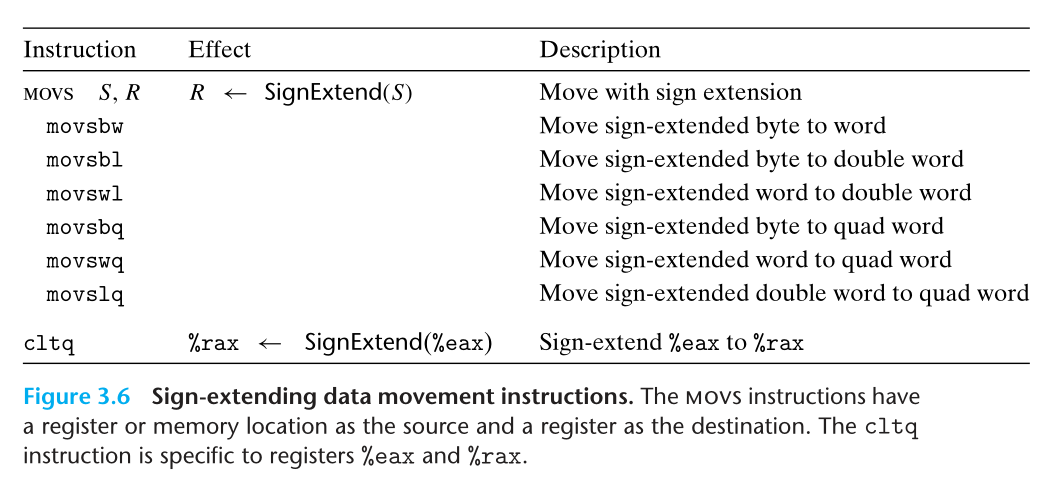 Instruction Effect Description
MOVS S, R R ← SignExtend(S) Move with sign extension
movsbw Move sign-extended byte to word
movsbl Move sign-extended byte to double word
movswl Move sign-extended word to double word
movsbq Move sign-extended byte to quad word
movswq Move sign-extended word to quad word
movslq Move sign-extended double word to quad word
cltq %rax ← SignExtend(%eax) Sign-extend %eax to %rax
Figure 3.6 Sign-extending data movement instructions. The MOVS instructions have
a register or memory location as the source and a register as the destination. The cltq
instruction is specific to registers %eax and %rax.